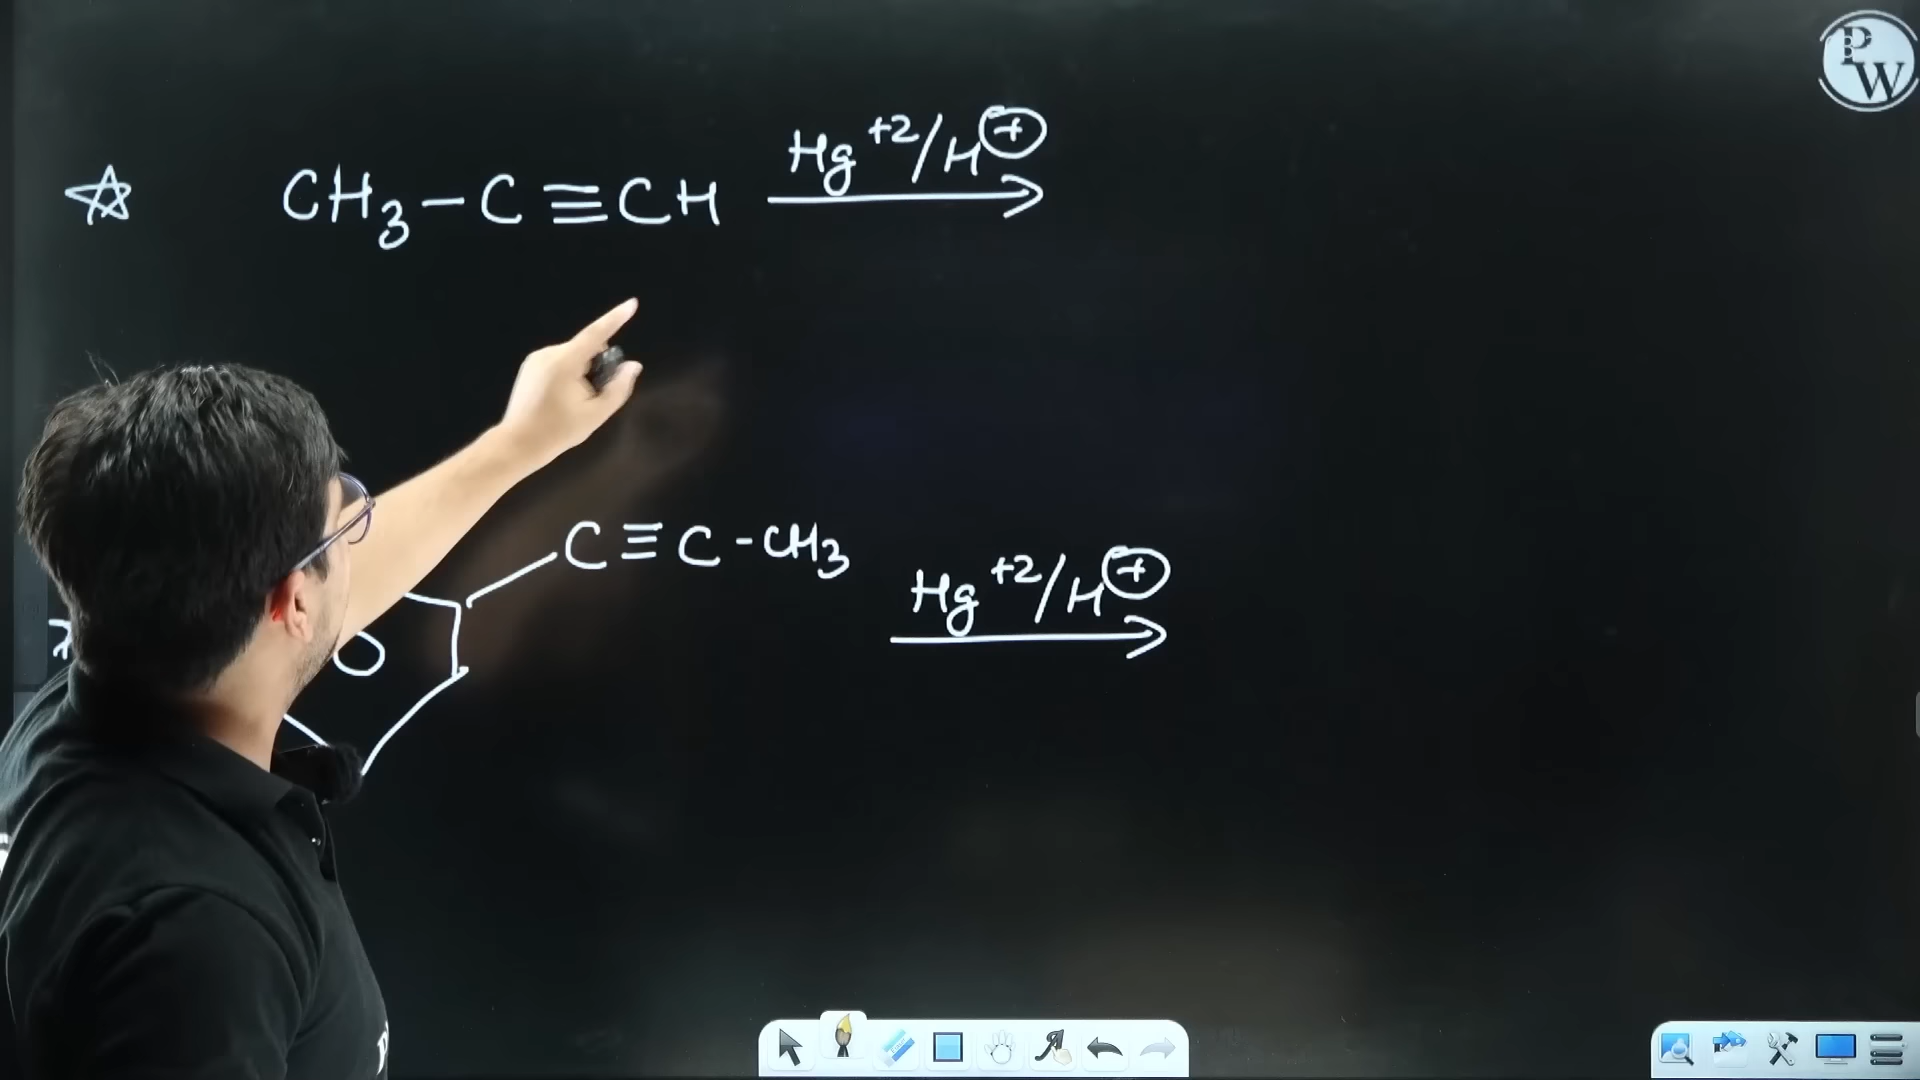 PW
☆ CH₃-C≡CH Hg⁺²/H⊕ →
C≡C-CH₃ Hg⁺²/H⊕ →